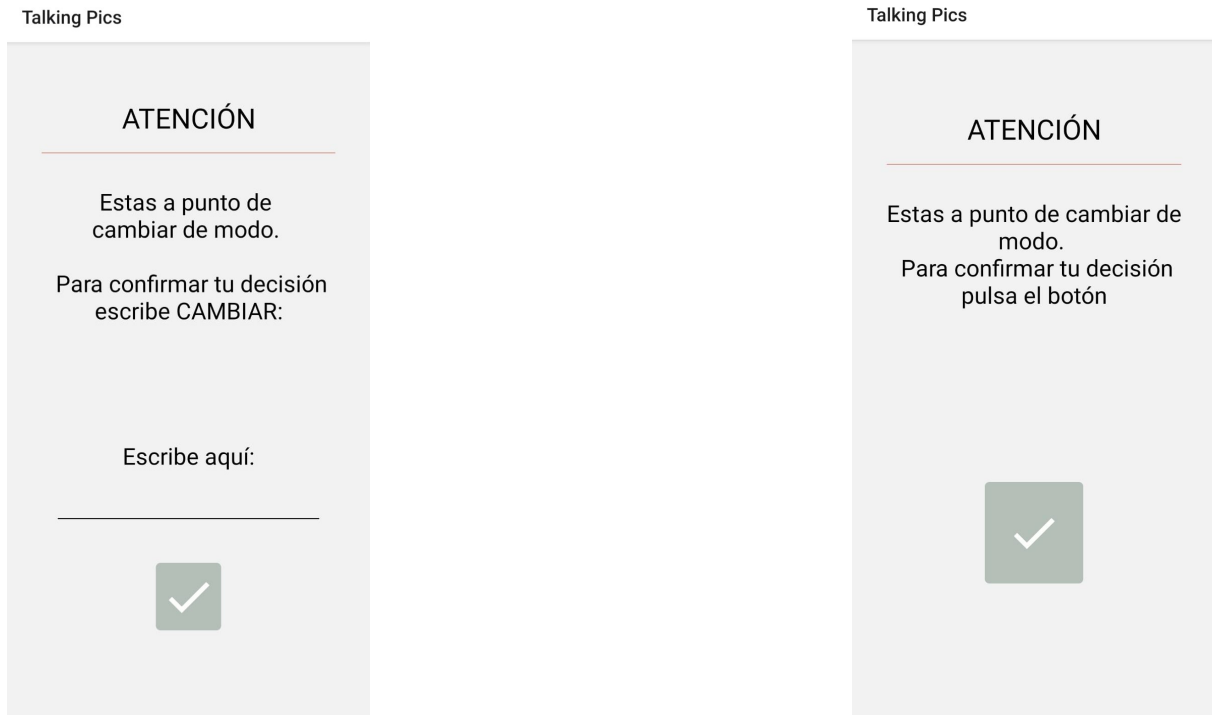 Talking Pics
ATENCIÓN
Estas a punto de
cambiar de modo.
Para confirmar tu decisión
escribe CAMBIAR:
Escribe aquí:
Talking Pics
ATENCIÓN
Estas a punto de cambiar de
modo.
Para confirmar tu decisión
pulsa el botón